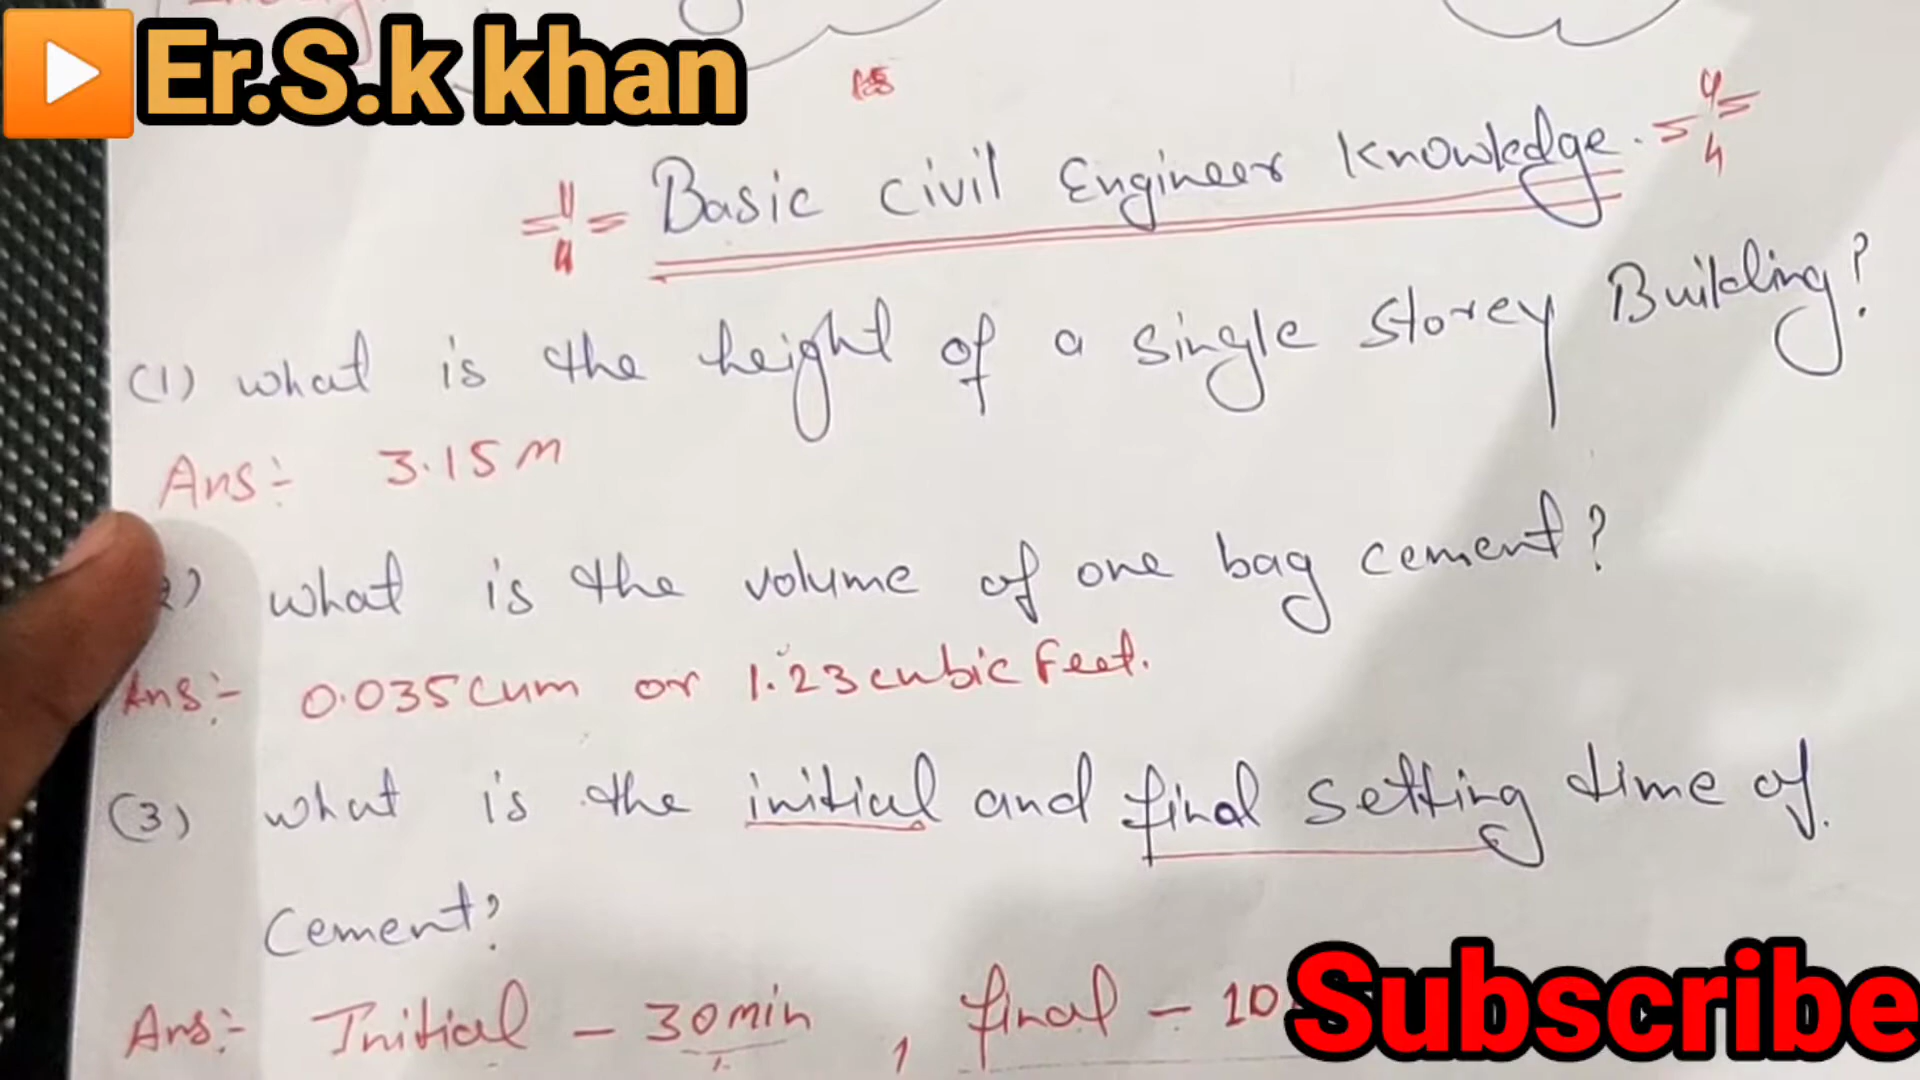 Er.S.k khan
Basic civil Engineer Knowledge.
(1) what is the height of a single storey Building?
Ans:- 3.15m
2) what is the volume of one bag cement?
Ans:- 0.035cum or 1.23cubic feet.
(3) what is the initial and final setting time of
cement?
Ans:- Initial - 30min, final - 10
Subscribe